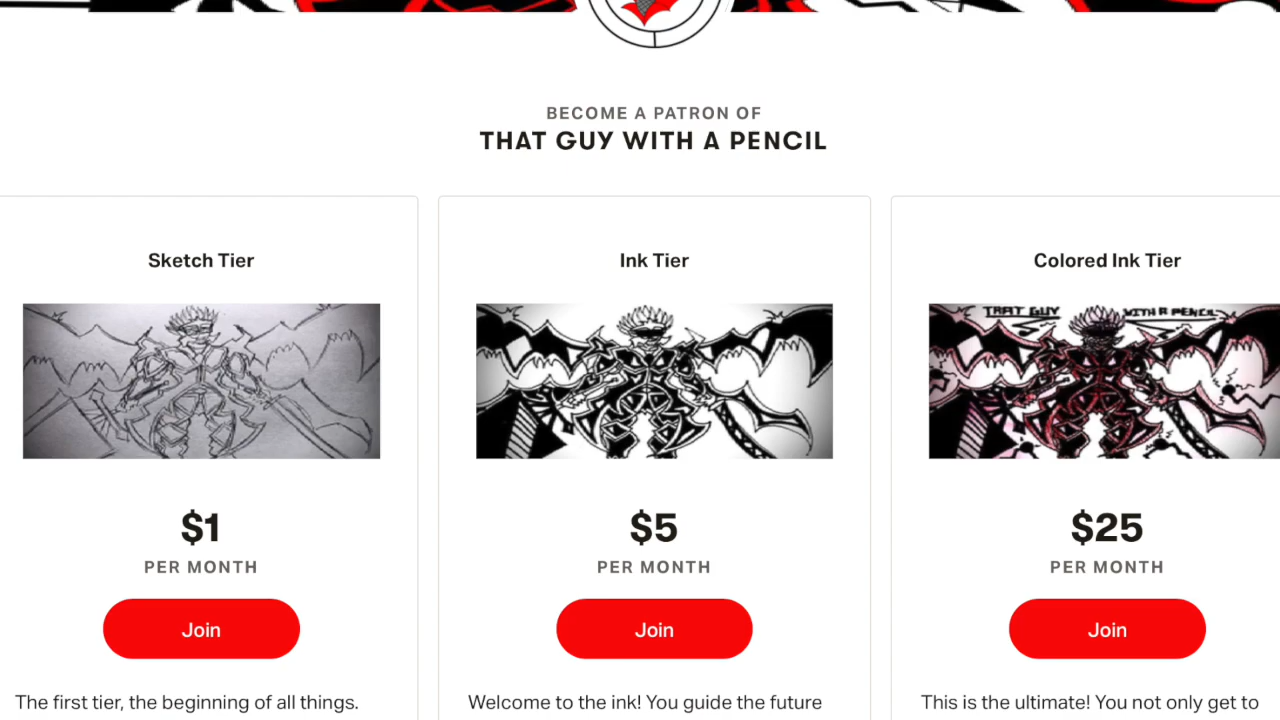 BECOME A PATRON OF
THAT GUY WITH A PENCIL
Sketch Tier
Ink Tier
Colored Ink Tier
THAT GUY WITH A PENCIL
$1
PER MONTH
Join
$5
PER MONTH
Join
$25
PER MONTH
Join
The first tier, the beginning of all things.
Welcome to the ink! You guide the future
This is the ultimate! You not only get to